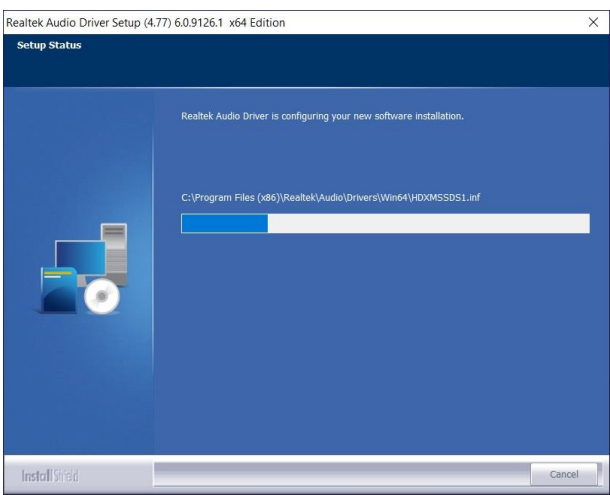 Realtek Audio Driver Setup (4.77) 6.0.9126.1 x64 Edition
Setup Status
Realtek Audio Driver is configuring your new software installation.
C:\Program Files (x86)\Realtek\Audio\Drivers\Win64\HDXMSSDS1.inf
InstallShield
Cancel